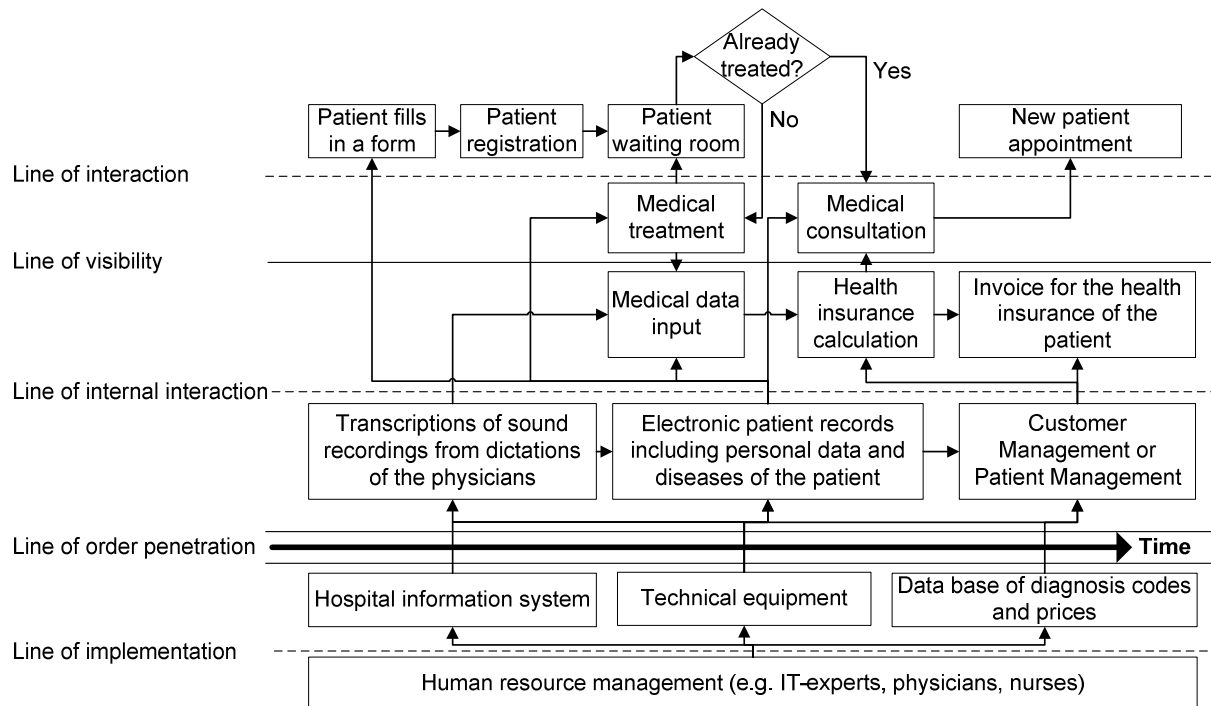 Already
treated?
Yes
No
Patient fills
in a form
Patient
registration
Patient
waiting room
New patient
appointment
Line of interaction
Medical
treatment
Medical
consultation
Line of visibility
Medical data
input
Health
insurance
calculation
Invoice for the health
insurance of the
patient
Line of internal interaction
Transcriptions of sound
recordings from dictations
of the physicians
Electronic patient records
including personal data and
diseases of the patient
Customer
Management or
Patient Management
Line of order penetration
Time
Hospital information system
Technical equipment
Data base of diagnosis codes
and prices
Line of implementation
Human resource management (e.g. IT-experts, physicians, nurses)